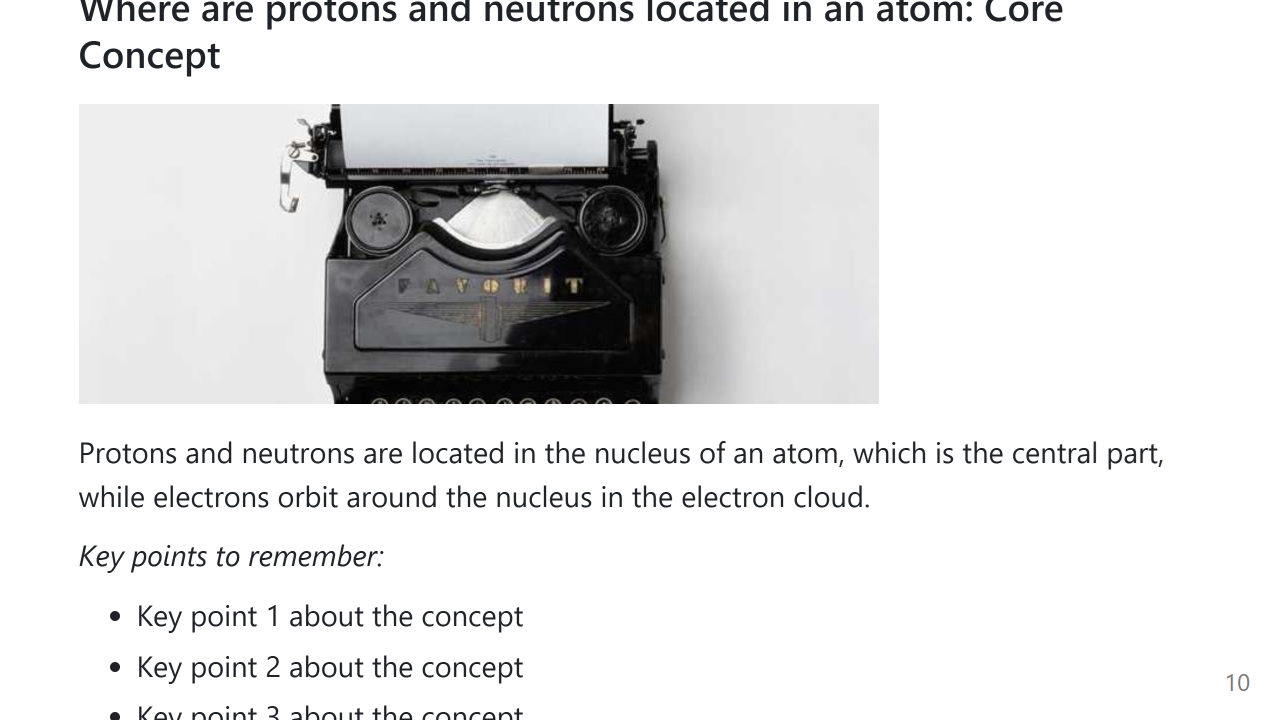 Where are protons and neutrons located in an atom: Core
Concept
FAVORIT
Protons and neutrons are located in the nucleus of an atom, which is the central part,
while electrons orbit around the nucleus in the electron cloud.
Key points to remember:
• Key point 1 about the concept
• Key point 2 about the concept
• Key point 3 about the concept
10